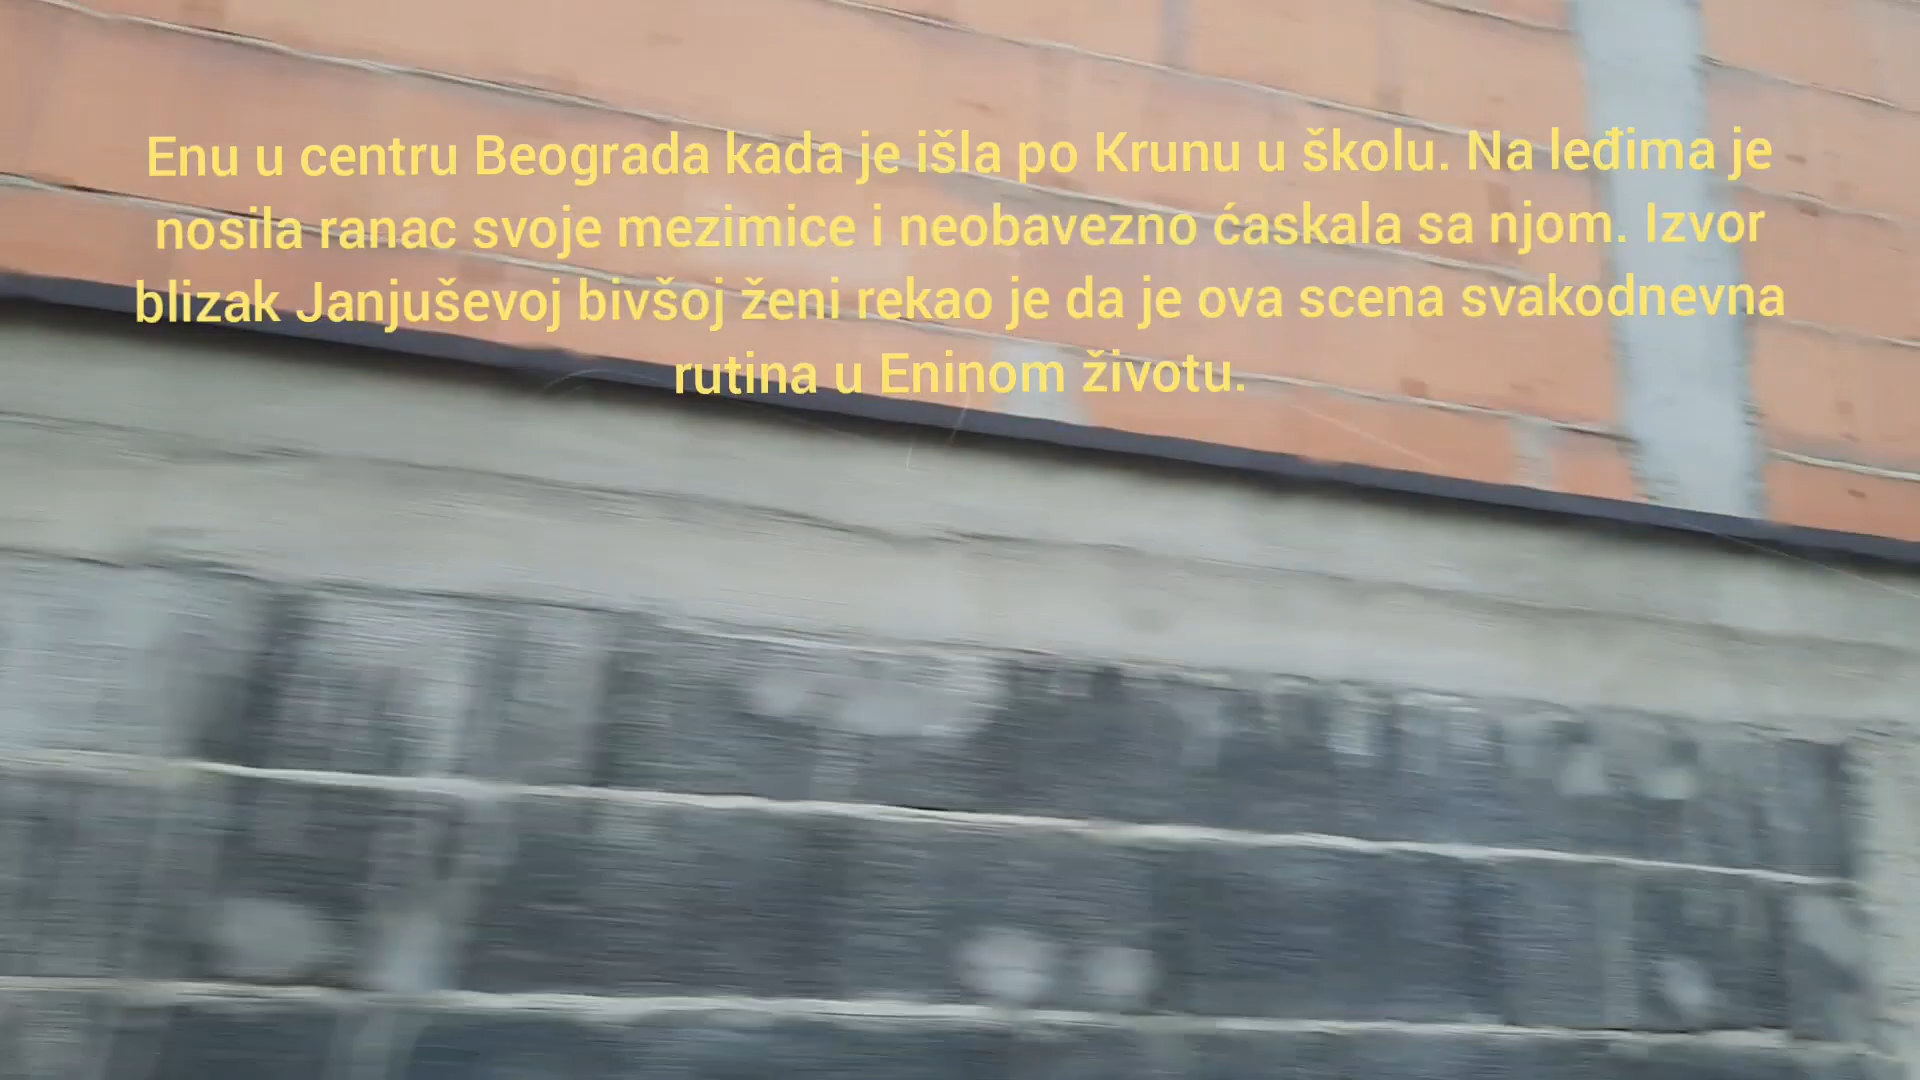 Enu u centru Beograda kada je išla po Krunu u školu. Na leđima je
nosila ranac svoje mezimice i neobavezno ćaskala sa njom. Izvor
blizak Janjuševoj bivšoj ženi rekao je da je ova scena svakodnevna
rutina u Eninom životu.